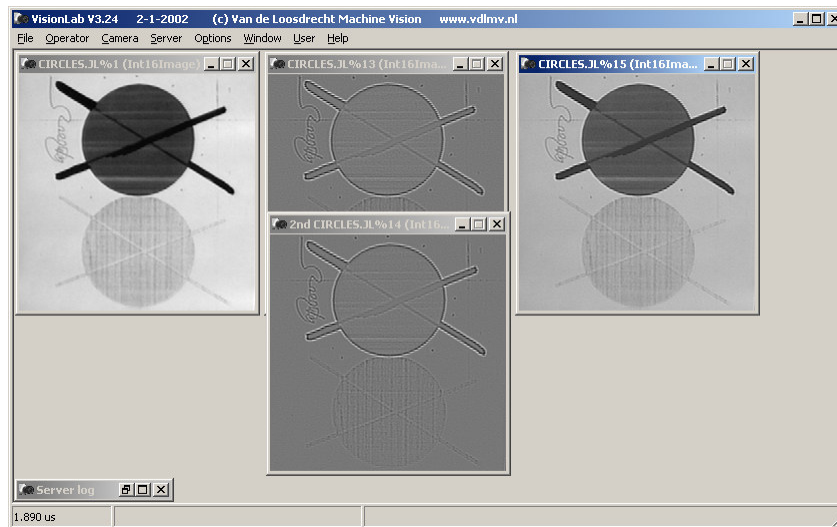 VisionLab V3.24 2-1-2002 (c) Van de Loosdrecht Machine Vision www.vdlmv.nl
File Operator Camera Server Options Window User Help
CIRCLES.JL%1 (Int16Image)
CIRCLES.JL%13 (Int16Ima...
CIRCLES.JL%15 (Int16Ima...
2nd CIRCLES.JL%14 (Int16...
Server log
1.890 us